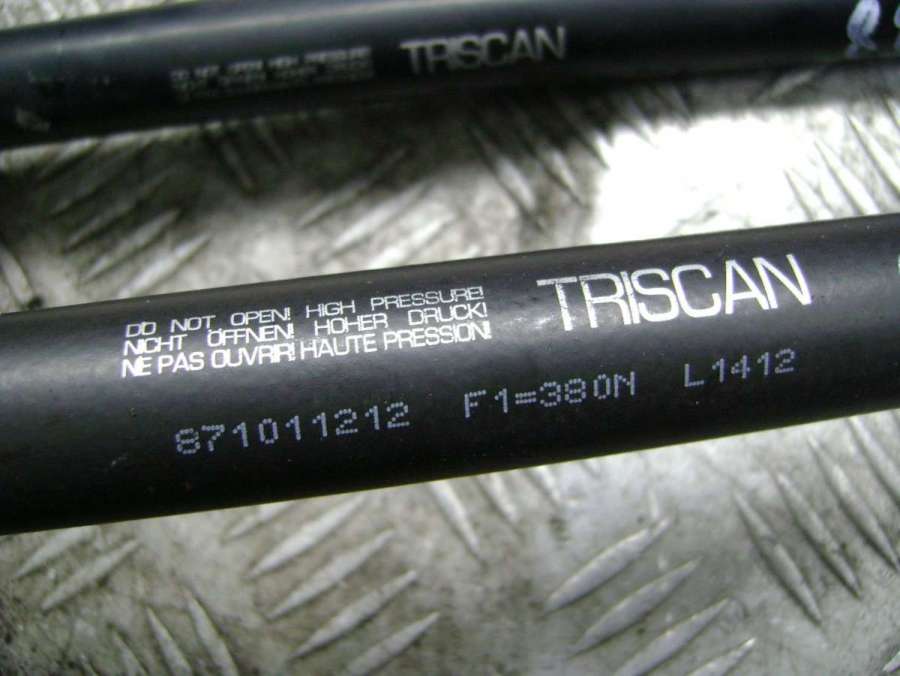 TRISCAN
DO NOT OPEN! HIGH PRESSURE!
NICHT ÖFFNEN! HOHER DRUCK!
NE PAS OUVRIR! HAUTE PRESSION!
TRISCAN
871011212 F1=380N L1412